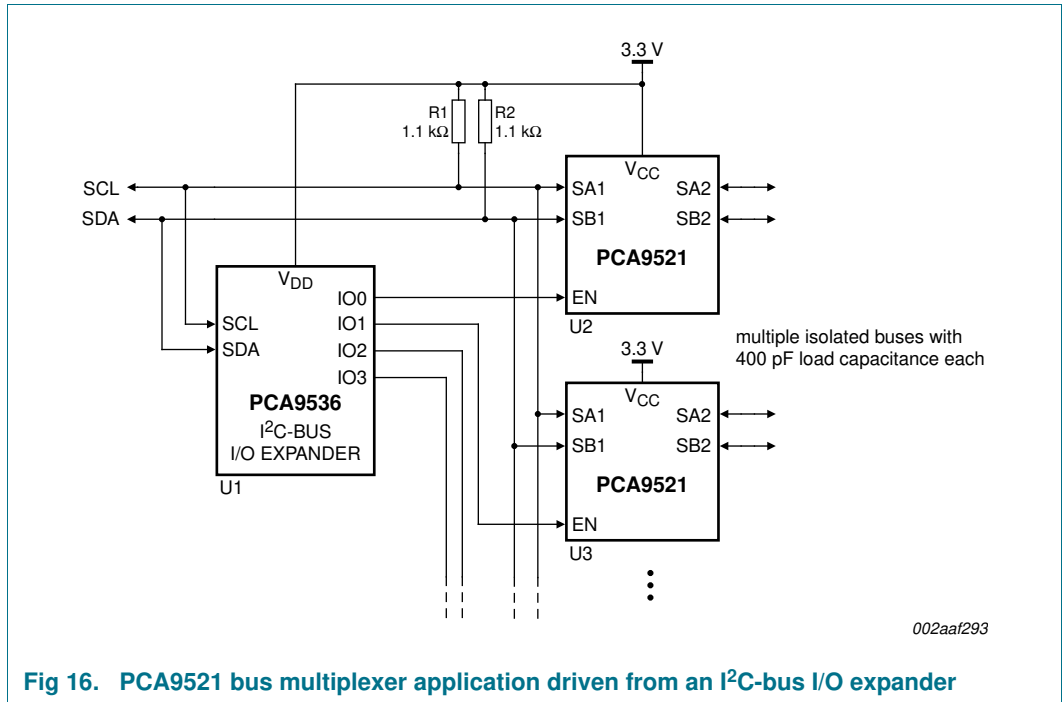 3.3 V
R1
1.1 kΩ
R2
1.1 kΩ
SCL
SDA
VCC
SA1
SA2
SB1
SB2
PCA9521
EN
U2
VDD
IO0
SCL
IO1
SDA
IO2
IO3
PCA9536
I2C-BUS
I/O EXPANDER
U1
multiple isolated buses with
400 pF load capacitance each
3.3 V
VCC
SA1
SA2
SB1
SB2
PCA9521
EN
U3
002aaf293
Fig 16. PCA9521 bus multiplexer application driven from an I2C-bus I/O expander